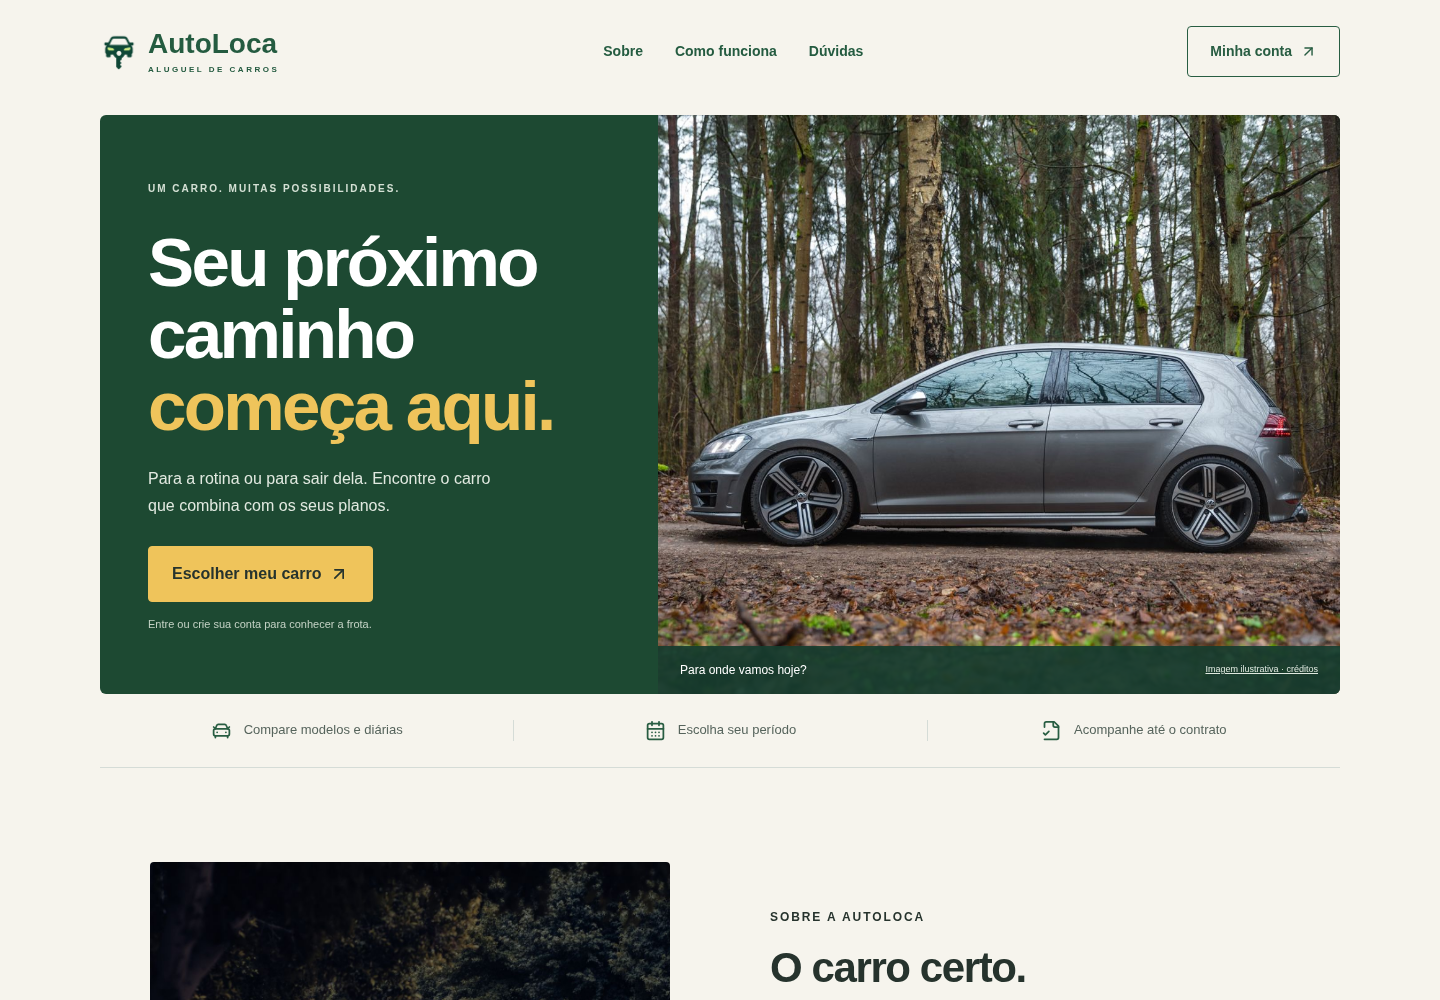 AutoLoca
ALUGUEL DE CARROS
Sobre
Como funciona
Dúvidas
Minha conta
UM CARRO. MUITAS POSSIBILIDADES.
Seu próximo
caminho
começa aqui.
Para a rotina ou para sair dela. Encontre o carro
que combina com os seus planos.
Escolher meu carro
Entre ou crie sua conta para conhecer a frota.
Para onde vamos hoje?
Imagem ilustrativa · créditos
Compare modelos e diárias
Escolha seu período
Acompanhe até o contrato
SOBRE A AUTOLOCA
O carro certo.